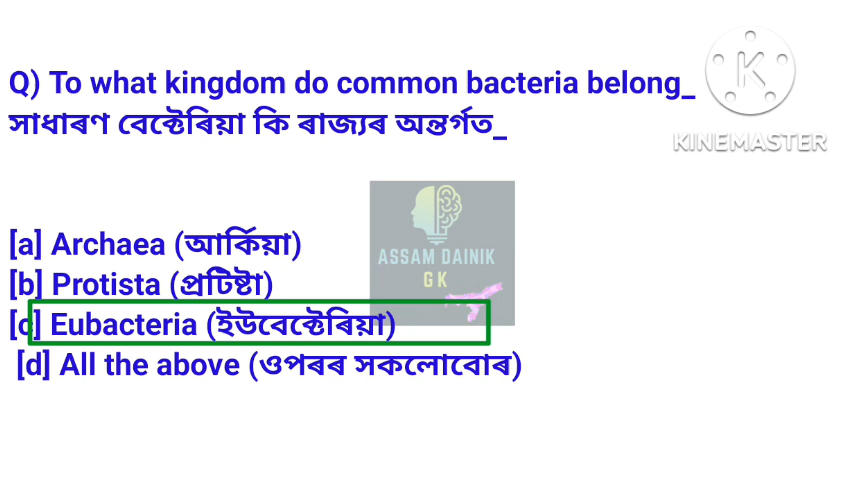 Q) To what kingdom do common bacteria belong_
সাধাৰণ বেক্টেৰিয়া কি ৰাজ্যৰ অন্তৰ্গত_
KINEMASTER
[a] Archaea (আৰ্কিয়া)
[b] Protista (প্ৰটিষ্টা)
[c] Eubacteria (ইউবেক্টেৰিয়া)
[d] All the above (ওপৰৰ সকলোবোৰ)
ASSAM DAINIK
GK